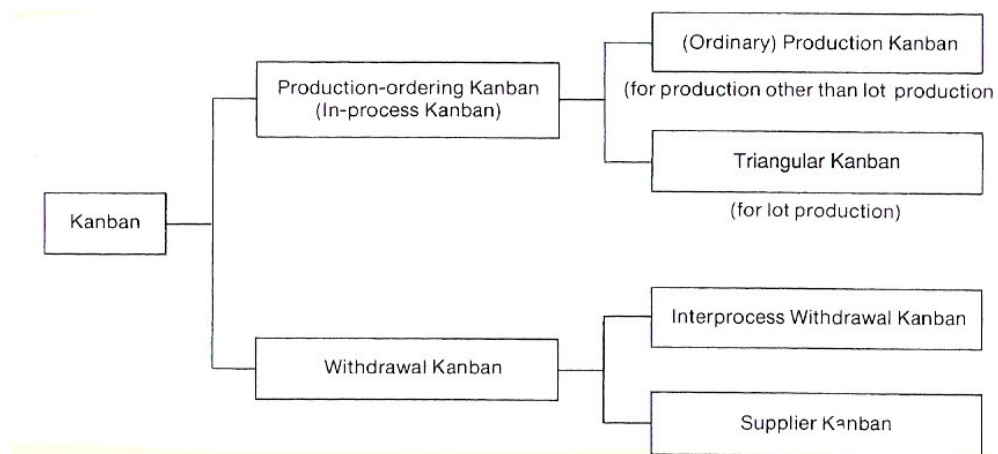 (Ordinary) Production Kanban
Production-ordering Kanban
(In-process Kanban)
(for production other than lot production
Triangular Kanban
(for lot production)
Kanban
Interprocess Withdrawal Kanban
Withdrawal Kanban
Supplier Kanban